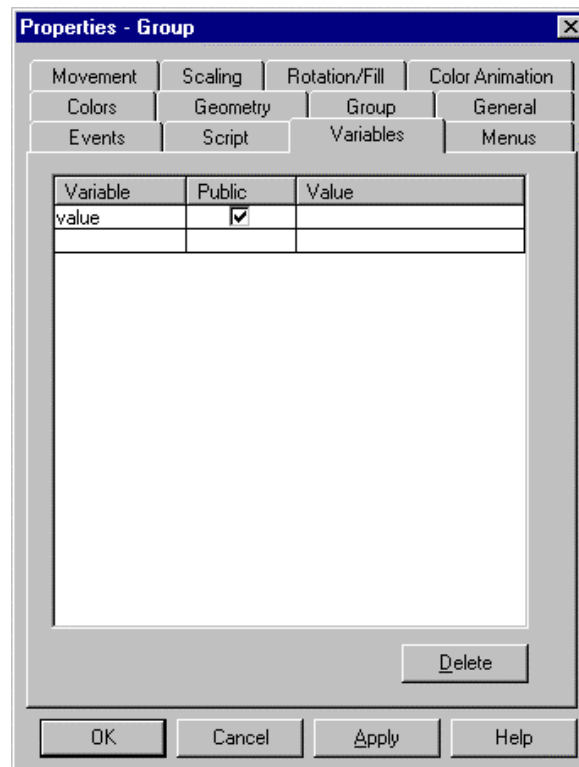 Properties - Group
Movement Scaling Rotation/Fill Color Animation
Colors Geometry Group General
Events Script Variables Menus
Variable Public Value
value
Delete
OK Cancel Apply Help